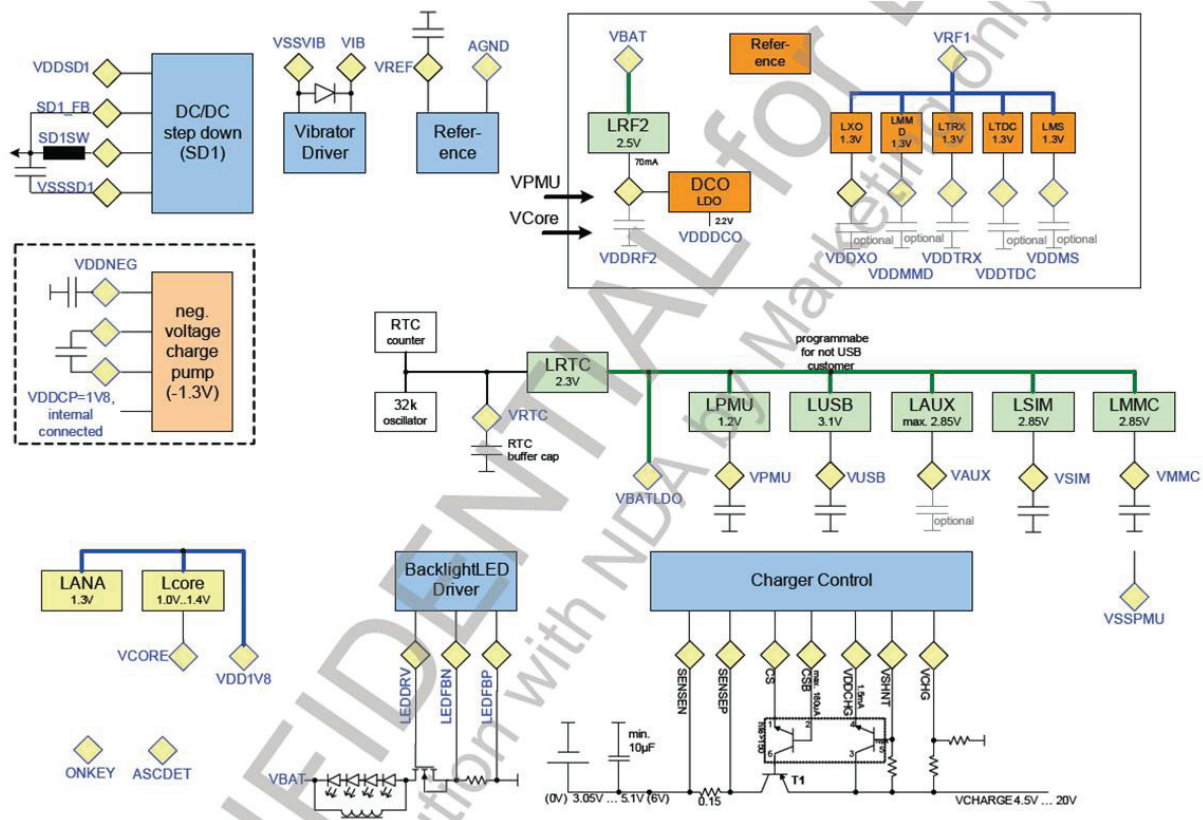 VDDSD1
SD1_FB
SD1SW
VSSSD1
DC/DC
step down
(SD1)
VSSVIB
VIB
Vibrator
Driver
VREF
AGND
Refer-
ence
VPMU
VCore
VBAT
LRF2
2.5V
70mA
VDDRF2
DCO
LDO
2.2V
VDDDCO
Refer-
ence
VRF1
LXO
1.3V
LMM
D
1.3V
LTRX
1.3V
LTDC
1.3V
LMS
1.3V
optional
optional
optional
optional
VDDXO
VDDMMD
VDDTRX
VDDTDC
VDDMS
VDDNEG
neg.
voltage
charge
pump
(-1.3V)
VDDCP=1V8,
internal
connected
RTC
counter
32k
oscillator
LRTC
2.3V
VRTC
RTC
buffer cap
VBATLDO
programmabe
for not USB
customer
LPMU
1.2V
LUSB
3.1V
LAUX
max. 2.85V
LSIM
2.85V
LMMC
2.85V
VPMU
VUSB
VAUX
VSIM
VMMC
optional
VSSPMU
LANA
1.3V
Lcore
1.0V..1.4V
VCORE
VDD1V8
ONKEY
ASCDET
BacklightLED
Driver
LEDDRV
LEDFBN
LEDFBP
VBAT
Charger Control
SENSEN
SENSEP
CS
CSB
max. 160uA
VDDCHG
1.5mA
VSHNT
VCHG
1
2
6
4
3
5
min.
10µF
(0V) 3.05V ... 5.1V (6V)
0.15
T1
VCHARGE 4.5V ... 20V